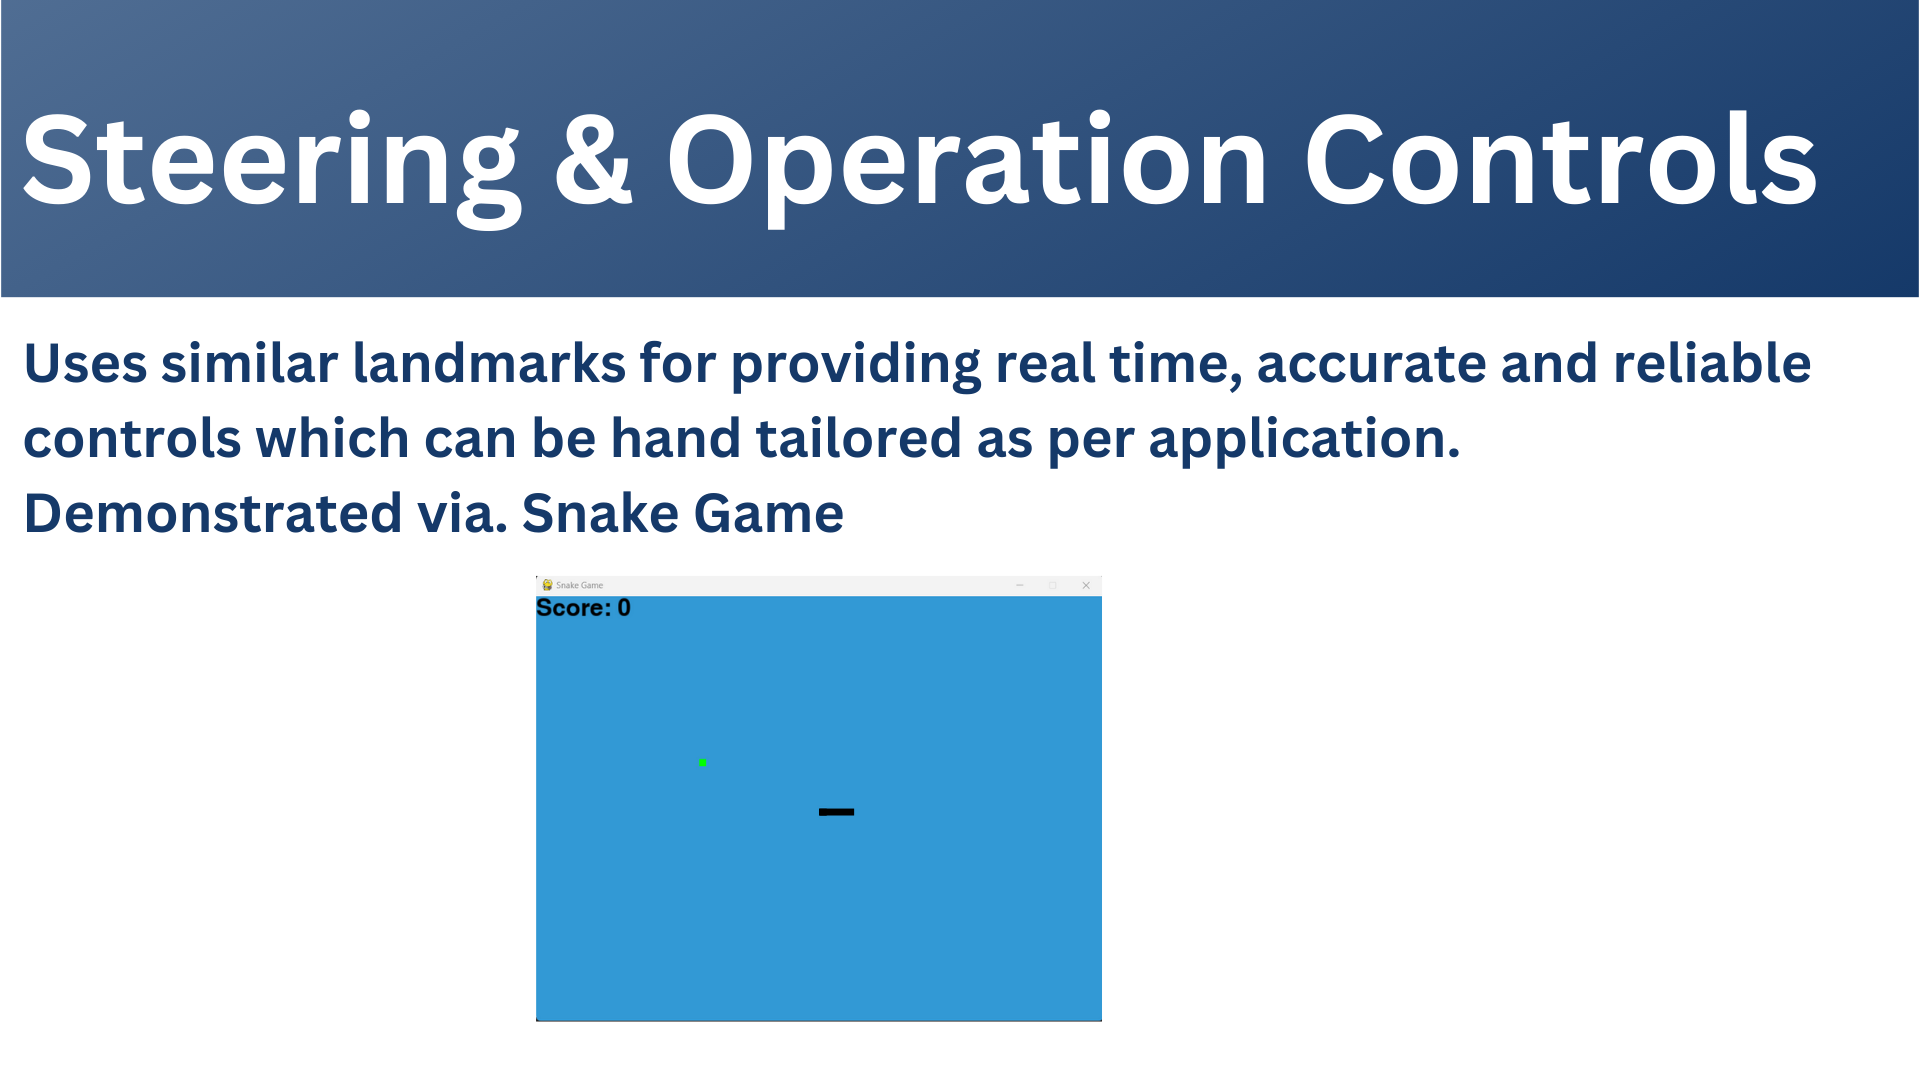 Steering & Operation Controls
Uses similar landmarks for providing real time, accurate and reliable
controls which can be hand tailored as per application.
Demonstrated via. Snake Game
Snake Game
Score: 0